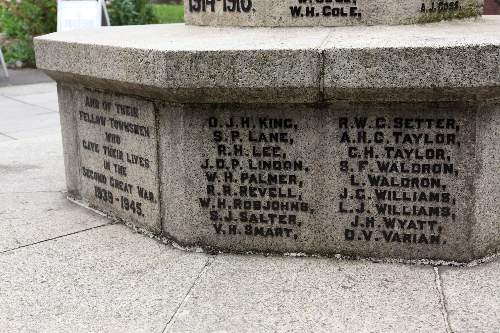 1914-1918.
W.H. COLE,
A.J. GOSS.
AND OF THEIR
FELLOW TOWNSMEN
WHO
GAVE THEIR LIVES
IN THE
SECOND GREAT WAR.
1939-1945.
D.J.H. KING,
S.P. LANE,
R.H. LEE,
J.D.P. LINDON,
W.H. PALMER,
R.R. REVELL,
W.H. ROBJOHNS,
S.J. SALTER,
V.H. SMART,
R.W.C. SETTER,
A.H.C. TAYLOR,
C.H. TAYLOR,
S.F. WALDRON,
L. WALDRON,
J.C. WILLIAMS,
L.J. WILLIAMS,
J.H. WYATT,
D.V. VARIAN.